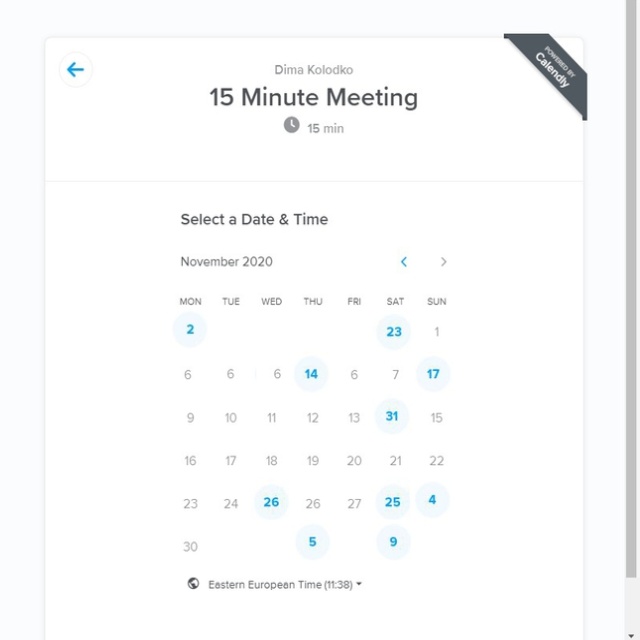 POWERED BY
Calendly
Dima Kolodko
15 Minute Meeting
15 min
Select a Date & Time
November 2020
MON TUE WED THU FRI SAT SUN
2 23 1
6 6 6 14 6 7 17
9 10 11 12 13 31 15
16 17 18 19 20 21 22
23 24 26 26 27 25 4
30 5 9
Eastern European Time (11:38)